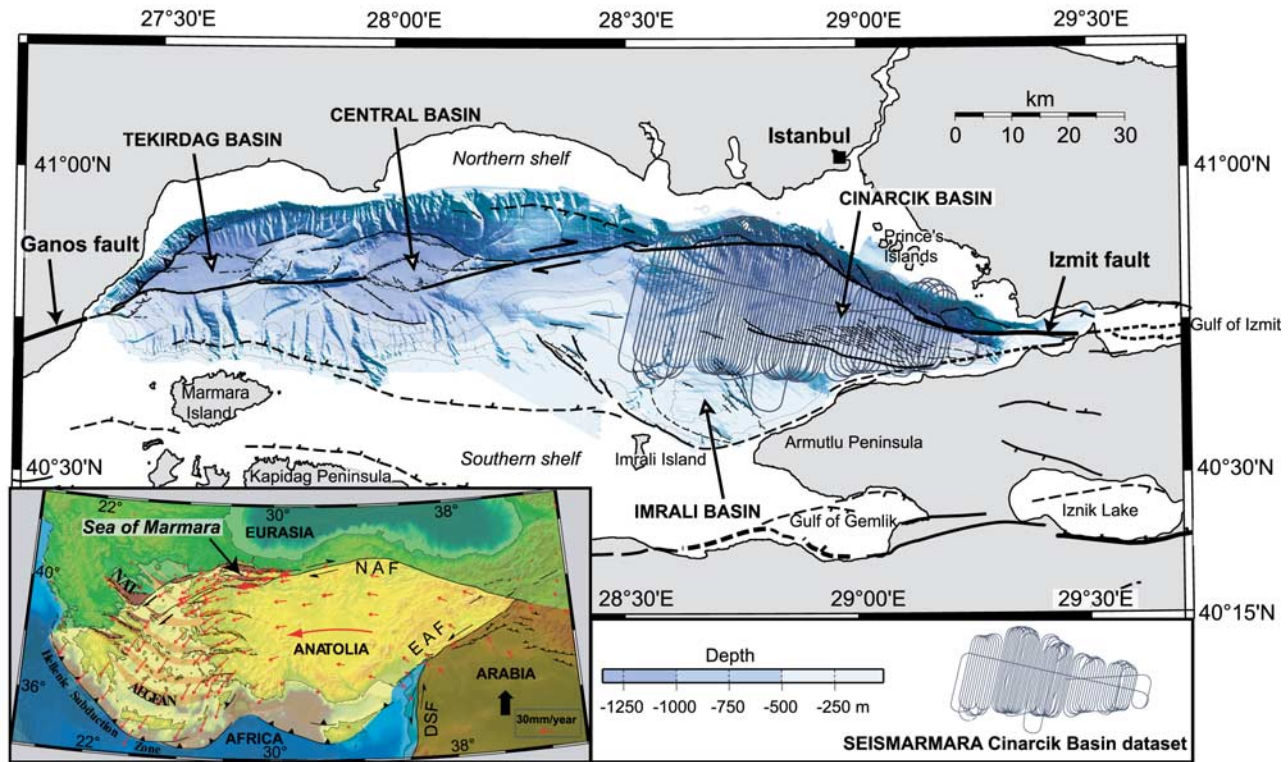 27°30'E 28°00'E 28°30'E 29°00'E 29°30'E
km
0 10 20 30
CENTRAL BASIN
TEKIRDAG BASIN
Istanbul
Northern shelf
41°00'N
41°00'N
CINARCIK BASIN
Ganos fault
Prince's
Islands
Izmit fault
Gulf of Izmit
Marmara
Island
Armutlu Peninsula
Southern shelf
Imrali Island
40°30'N
40°30'N
Kapidag Peninsula
IMRALI BASIN
Gulf of Gemlik
Iznik Lake
28°30'E 29°00'E 29°30'E
40°15'N
22° 30° 38°
Sea of Marmara
EURASIA
40°
40°
NAT
NAF
ANATOLIA
EAF
ARABIA
AEGEAN
36°
36°
Hellenic Subduction Zone
DSF
30mm/year
AFRICA
22° 30° 38°
Depth
-1250 -1000 -750 -500 -250 m
SEISMARMARA Cinarcik Basin dataset